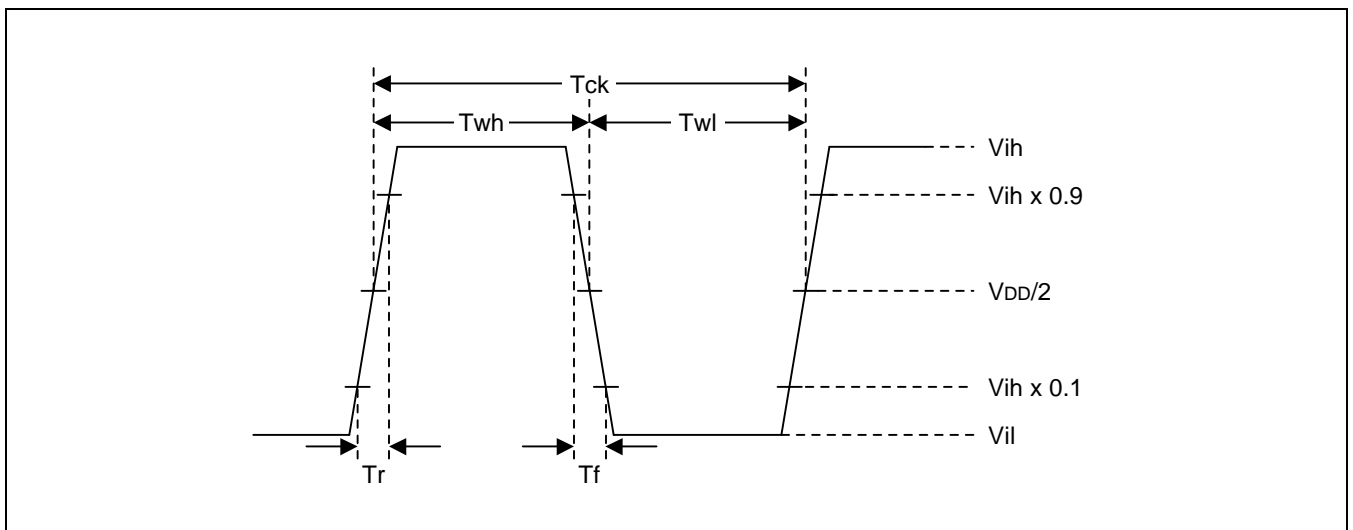 Tck
Twh
Twl
Vih
Vih x 0.9
VDD/2
Vih x 0.1
Vil
Tr
Tf